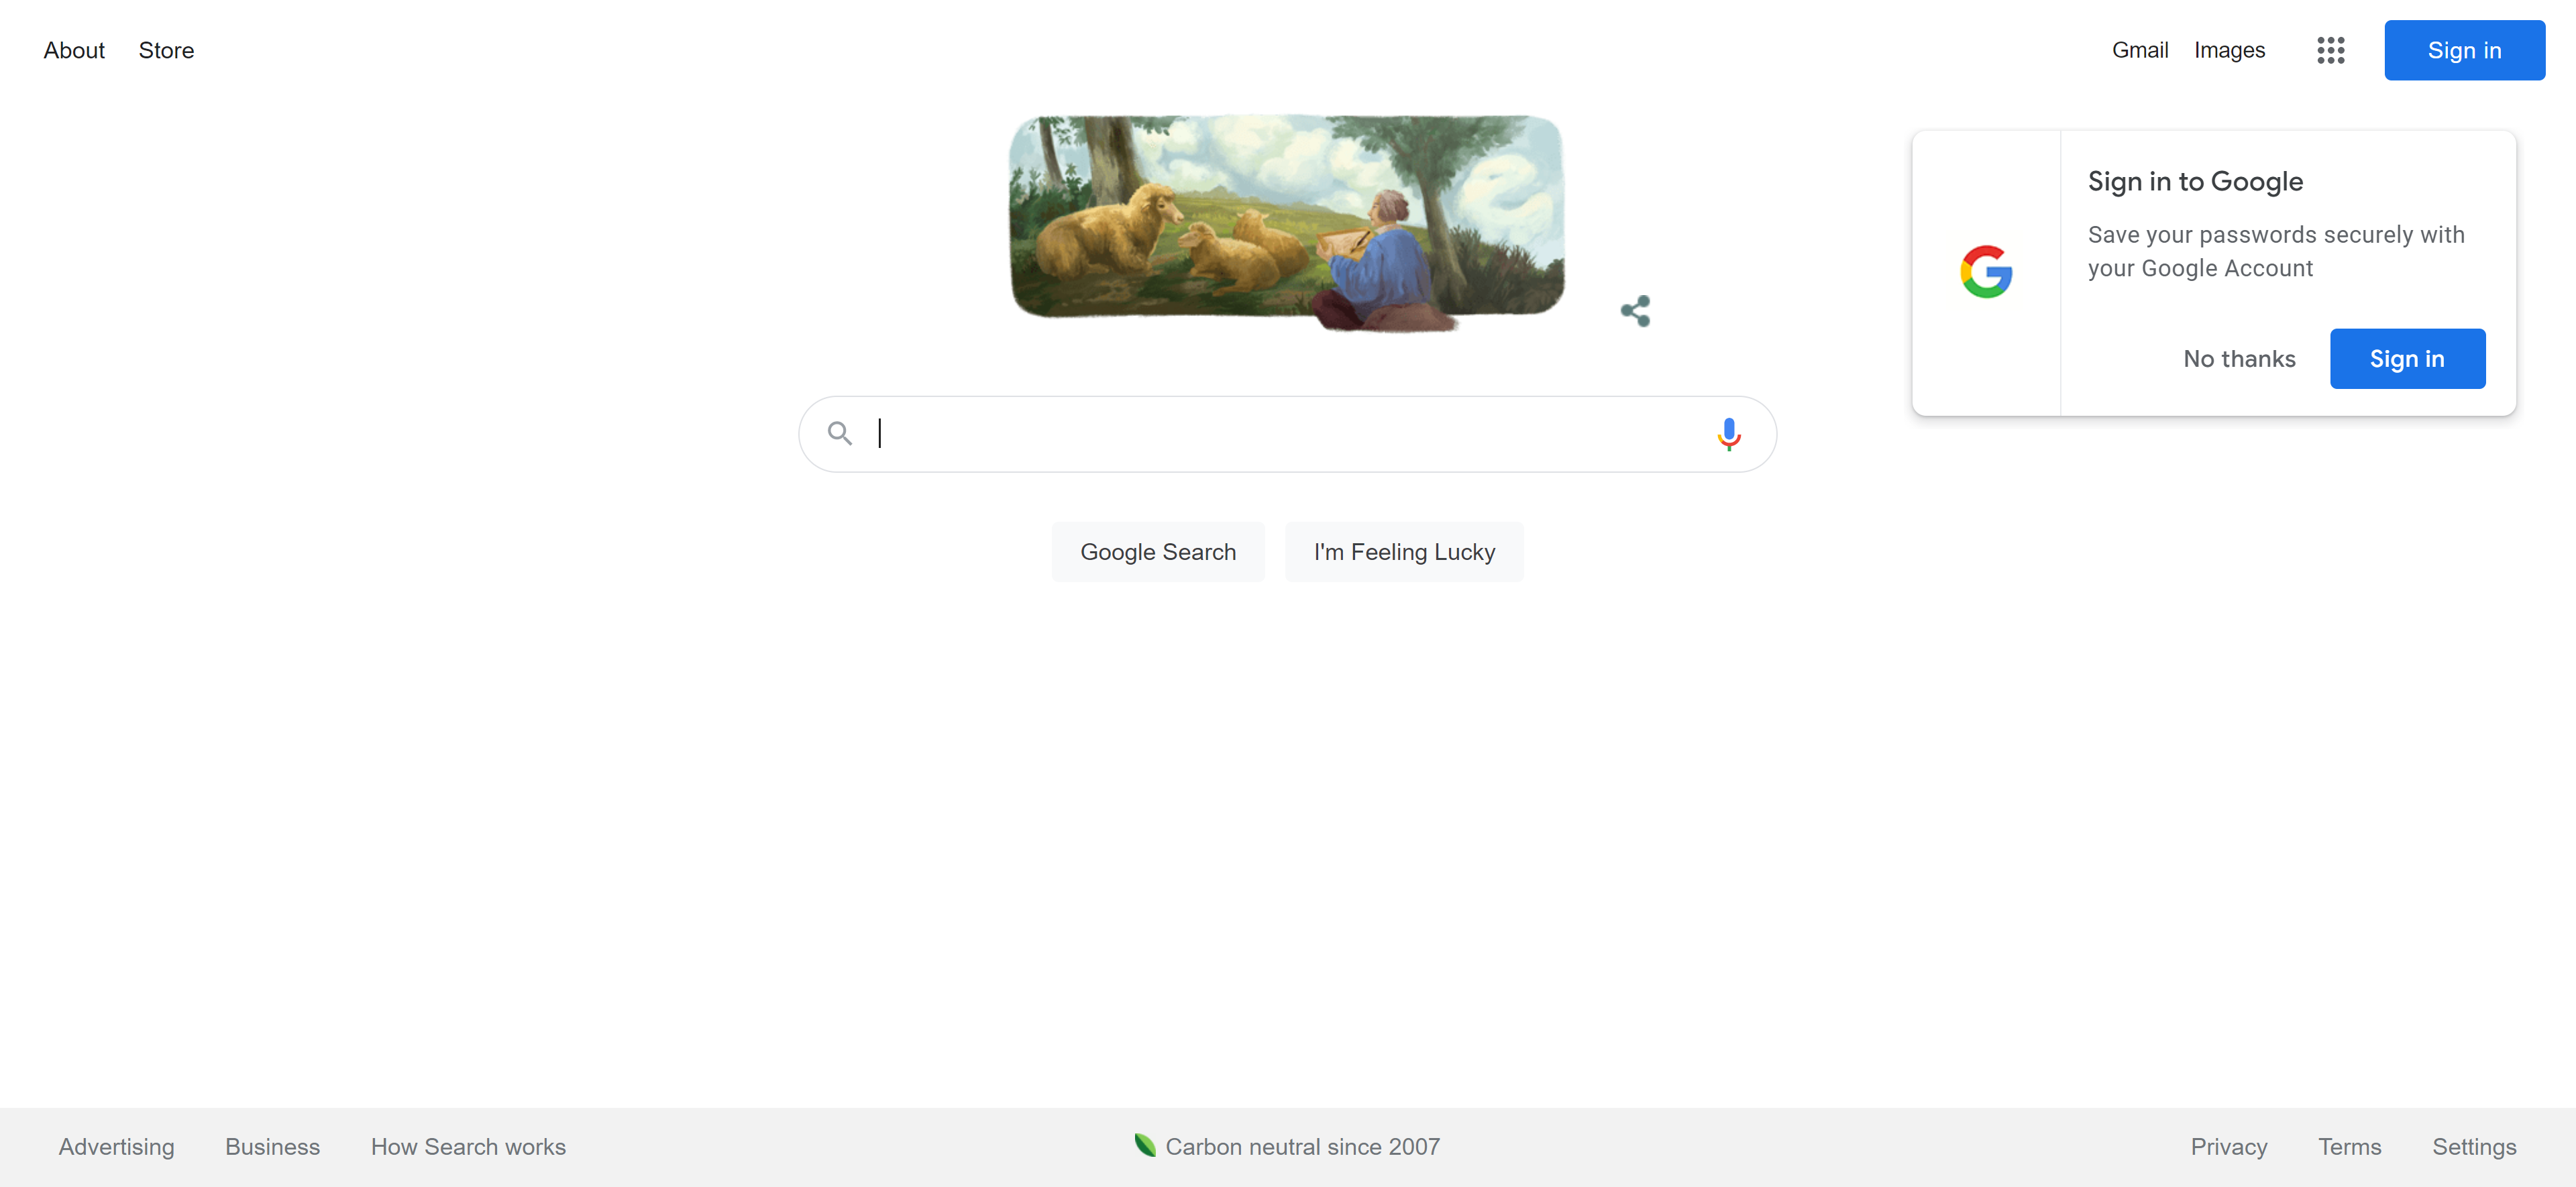 About Store
Gmail Images
Sign in
Sign in to Google
Save your passwords securely with
your Google Account
No thanks
Sign in
Google Search
I'm Feeling Lucky
Advertising Business How Search works
Carbon neutral since 2007
Privacy Terms Settings